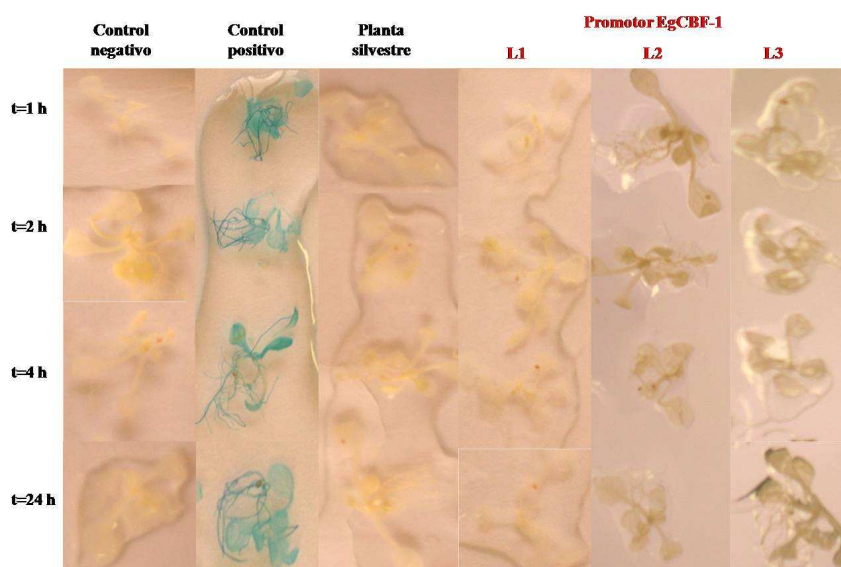 Control
negativo
Control
positivo
Planta
silvestre
Promotor EgCBF-1
L1
L2
L3
t=1 h
t=2 h
t=4 h
t=24 h